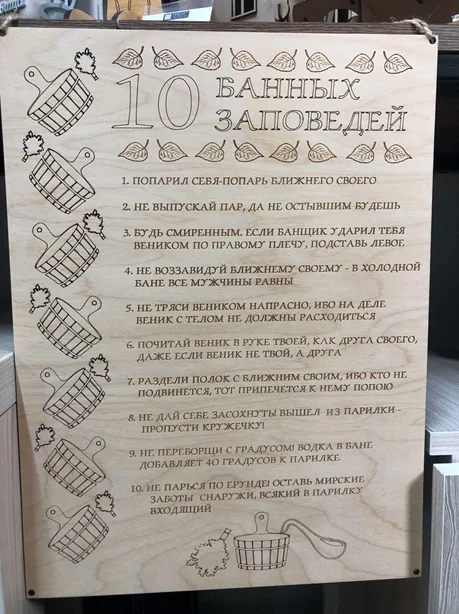 10 БАННЫХ
ЗАПОВЕДЕЙ
1. ПОПАРИЛ СЕБЯ-ПОПАРЬ БЛИЖНЕГО СВОЕГО
2. НЕ ВЫПУСКАЙ ПАР, ДА НЕ ОСТЫВШИМ БУДЕШЬ
3. БУДЬ СМИРЕННЫМ. ЕСЛИ БАНЩИК УДАРИЛ ТЕБЯ
ВЕНИКОМ ПО ПРАВОМУ ПЛЕЧУ, ПОДСТАВЬ ЛЕВОЕ
4. НЕ ВОЗЗАВИДУЙ БЛИЖНЕМУ СВОЕМУ - В ХОЛОДНОЙ
БАНЕ ВСЕ МУЖЧИНЫ РАВНЫ
5. НЕ ТРЯСИ ВЕНИКОМ НАПРАСНО, ИБО НА ДЕЛЕ
ВЕНИК С ТЕЛОМ НЕ ДОЛЖНЫ РАСХОДИТЬСЯ
6. ПОЧИТАЙ ВЕНИК В РУКЕ ТВОЕЙ, КАК ДРУГА СВОЕГО,
ДАЖЕ ЕСЛИ ВЕНИК НЕ ТВОЙ, А ДРУГА
7. РАЗДЕЛИ ПОЛОК С БЛИЖНИМ СВОИМ, ИБО КТО НЕ
ПОДВИНЕТСЯ, ТОТ ПРИПЕЧЕТСЯ К НЕМУ ПОПОЮ
8. НЕ ДАЙ СЕБЕ ЗАСОХНУТЬ! ВЫШЕЛ ИЗ ПАРИЛКИ -
ПРОПУСТИ КРУЖЕЧКУ!
9. НЕ ПЕРЕБОРЩИ С ГРАДУСОМ! ВОДКА В БАНЕ
ДОБАВЛЯЕТ 40 ГРАДУСОВ К ПАРИЛКЕ
10. НЕ ПАРЬСЯ ПО ЕРУНДЕ! ОСТАВЬ МИРСКИЕ
ЗАБОТЫ СНАРУЖИ, ВСЯКИЙ В ПАРИЛКУ
ВХОДЯЩИЙ